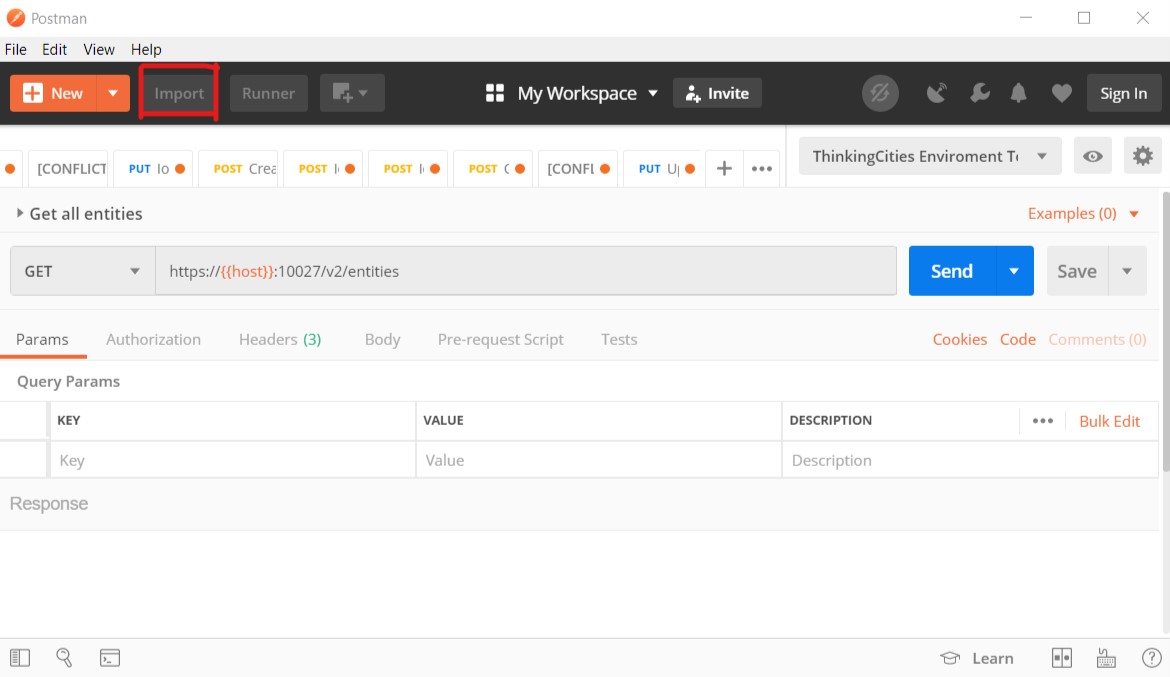 Postman
File Edit View Help
New Import Runner My Workspace Invite Sign In
[CONFLICT PUT Io POST Crea POST POST POST [CONFL PUT ThinkingCities Enviroment
Get all entities Examples (0)
GET https://{{host}}:10027/v2/entities Send Save
Params Authorization Headers (3) Body Pre-request Script Tests Cookies Code Comments (0)
Query Params
KEY VALUE DESCRIPTION Bulk Edit
Key Value Description
Response
Learn